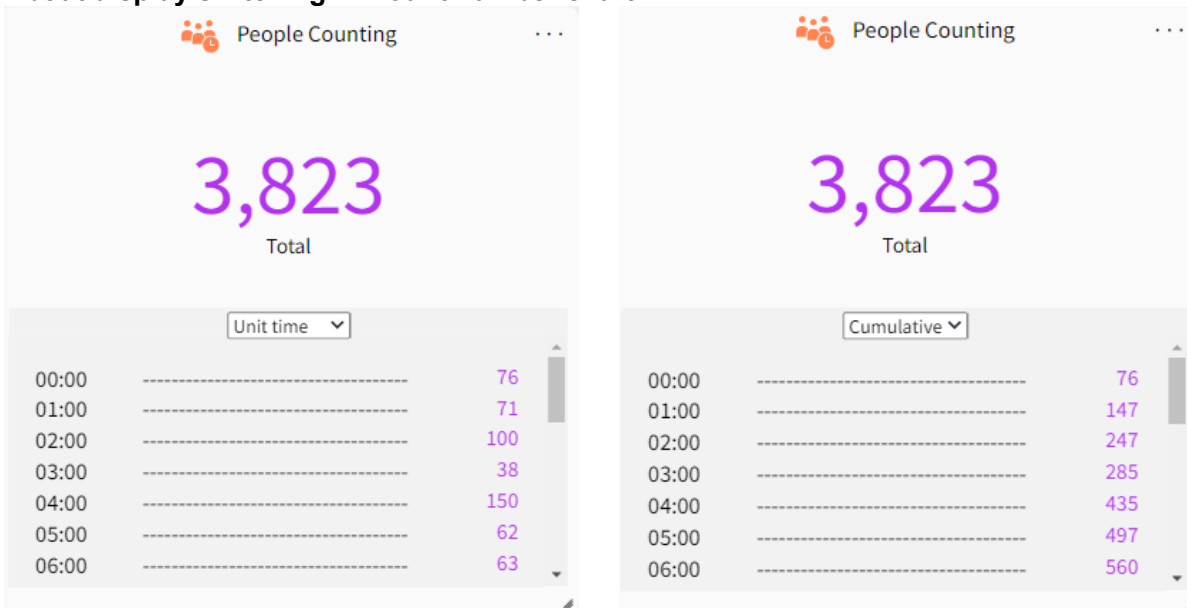 People Counting
...
3,823
Total
Unit time
00:00 ------------------------------------- 76
01:00 ------------------------------------- 71
02:00 ------------------------------------- 100
03:00 ------------------------------------- 38
04:00 ------------------------------------- 150
05:00 ------------------------------------- 62
06:00 ------------------------------------- 63
People Counting
...
3,823
Total
Cumulative
00:00 ------------------------------------- 76
01:00 ------------------------------------- 147
02:00 ------------------------------------- 247
03:00 ------------------------------------- 285
04:00 ------------------------------------- 435
05:00 ------------------------------------- 497
06:00 ------------------------------------- 560